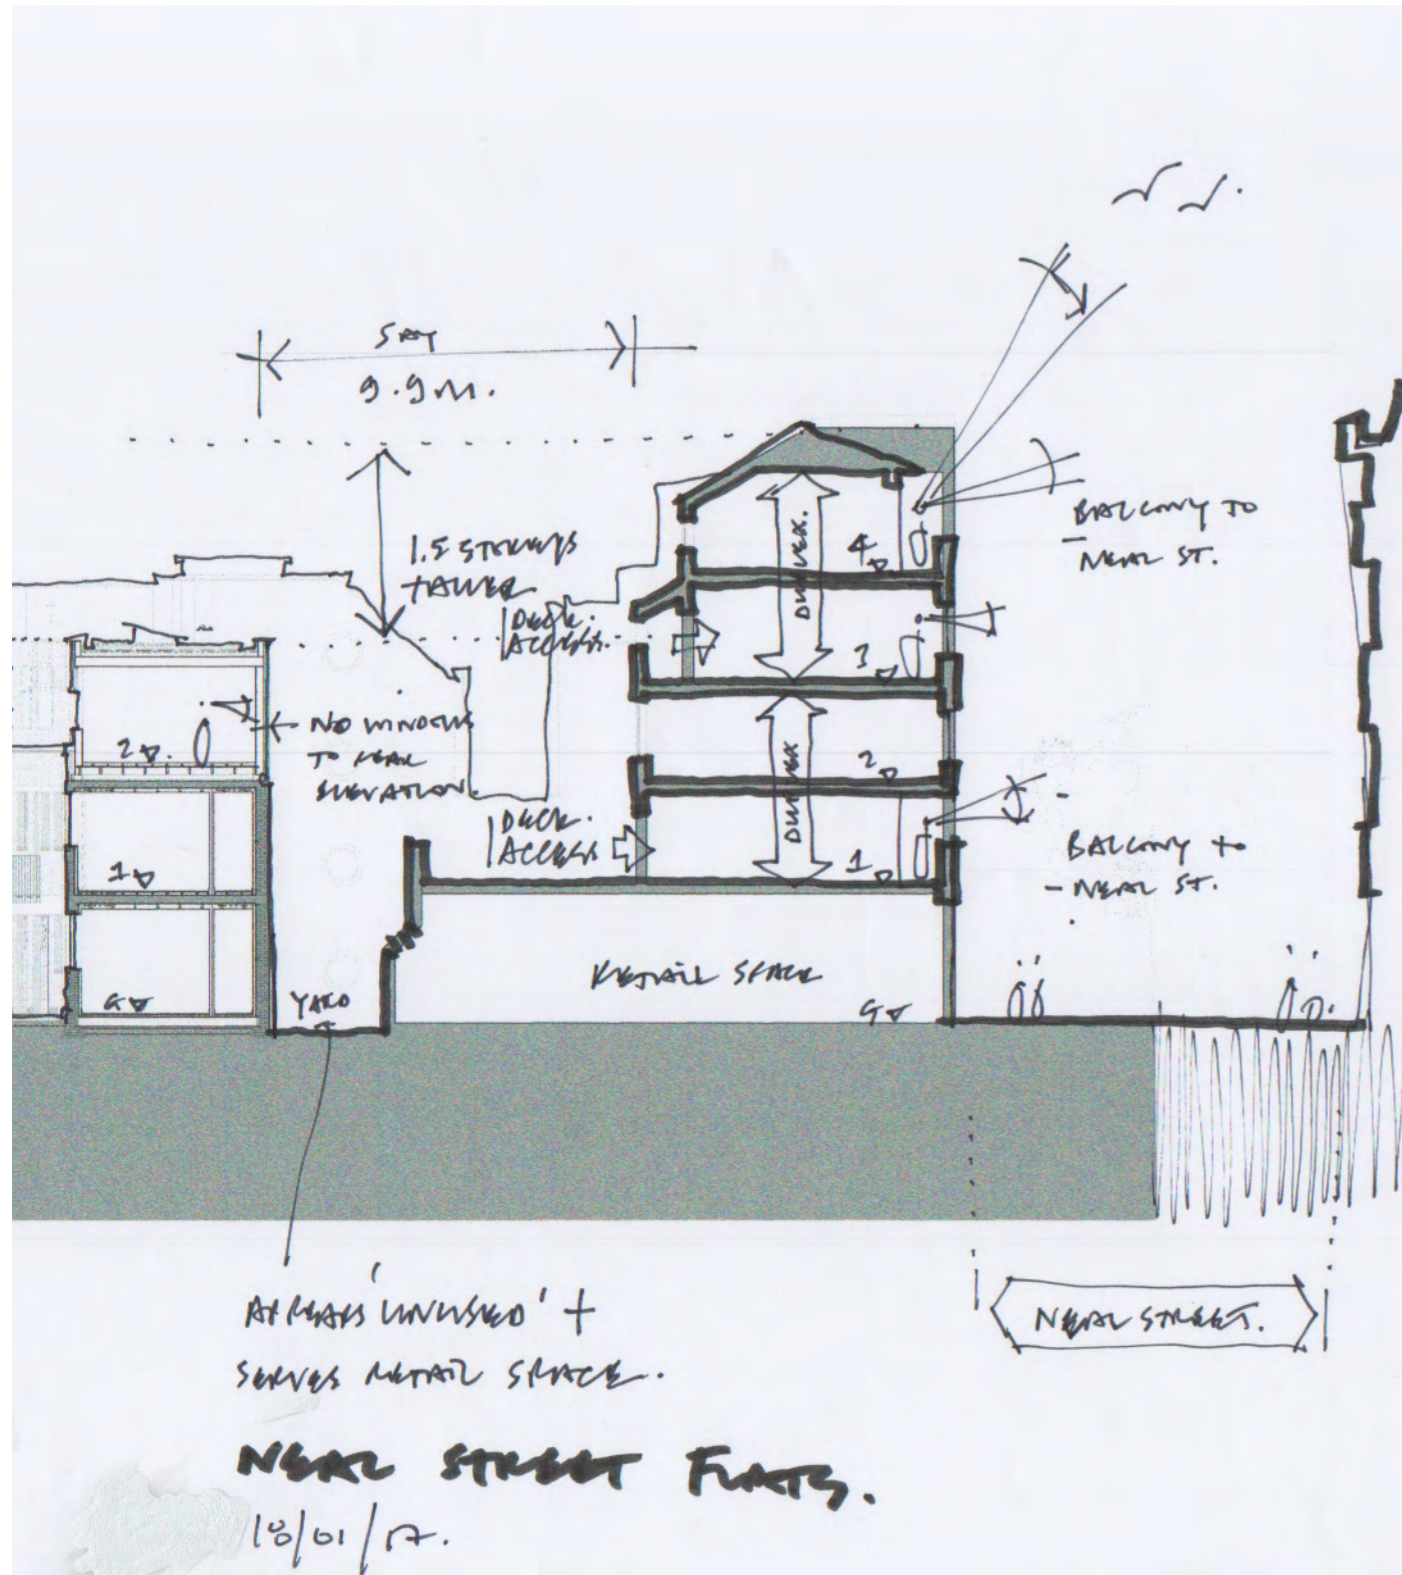 SAY
9.9M.
1.5 STOREYS
TALLER
DECK.
ACCESS.
DUPLEX.
4
BALCONY TO
NEAL ST.
3
NO WINDOWS
TO REAR
ELEVATION.
2
DECK.
ACCESS
DUPLEX
2
1
BALCONY TO
NEAL ST.
1
RETAIL SPACE
G
YARD
G
NEAL STREET.
APPEARS 'UNUSED' +
SERVES RETAIL SPACE.
NEAL STREET FLATS.
18/01/17.